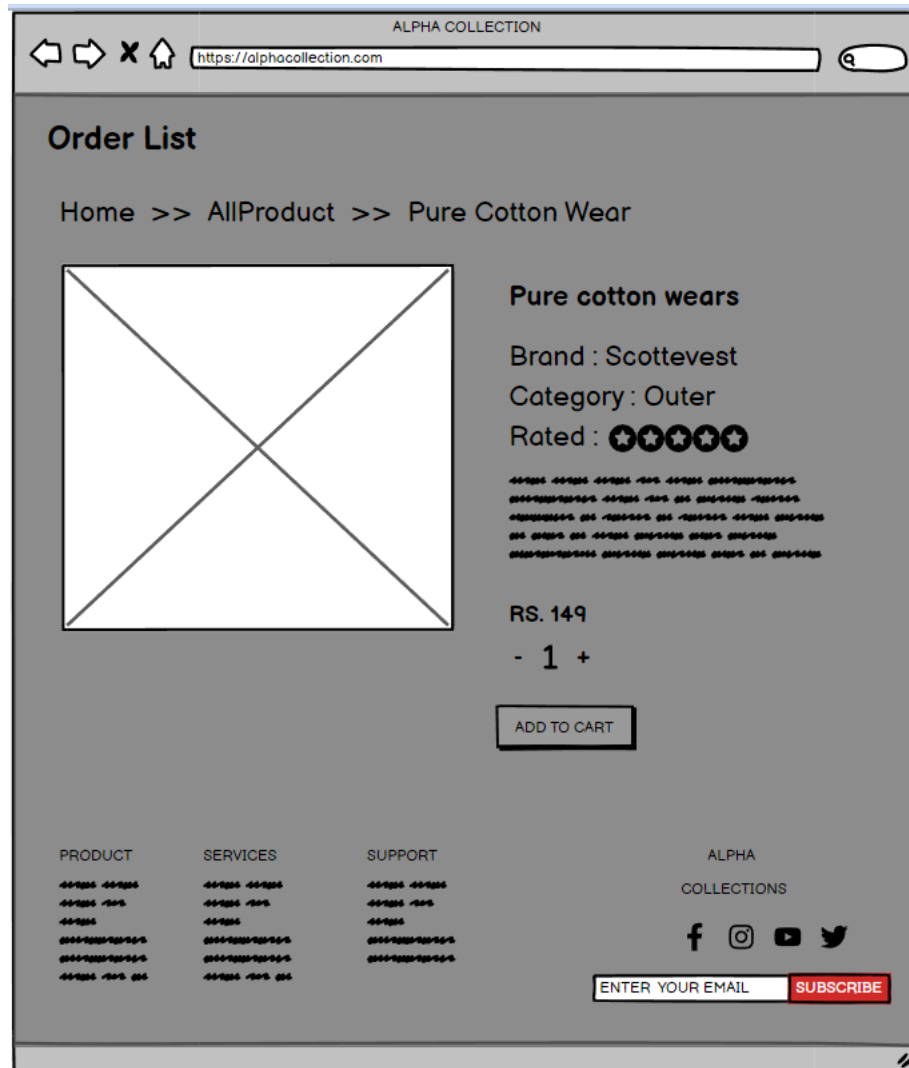 ALPHA COLLECTION
https://alphacollection.com
Order List
Home >> AllProduct >> Pure Cotton Wear
Pure cotton wears
Brand : Scottevest
Category : Outer
Rated :
RS. 149
- 1 +
ADD TO CART
PRODUCT SERVICES SUPPORT ALPHA
COLLECTIONS
ENTER YOUR EMAIL SUBSCRIBE